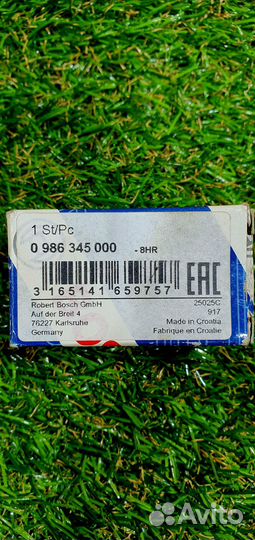 1 St/Pc
0 986 345 000 - 8HR
EAC
3 165141 659757
Robert Bosch GmbH
Auf der Breit 4
76227 Karlsruhe
Germany
25025C
917
Made in Croatia
Fabriqué en Croatie
Avito